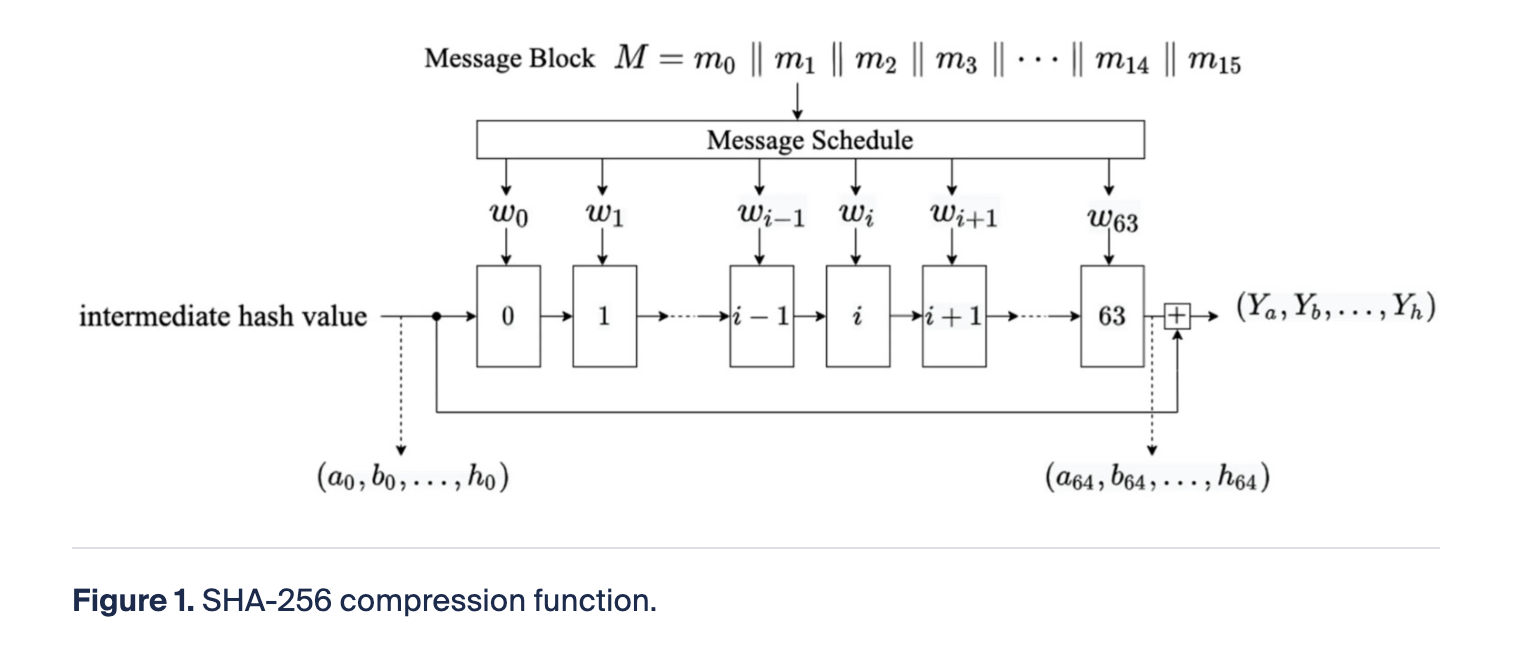 Message Block M = m₀ || m₁ || m₂ || m₃ || · · · || m₁₄ || m₁₅
Message Schedule
w₀ w₁ wᵢ₋₁ wᵢ wᵢ₊₁ w₆₃
intermediate hash value 0 1 i − 1 i i + 1 63 + (Yₐ, Y_b, . . . , Yₕ)
(a₀, b₀, . . . , h₀) (a₆₄, b₆₄, . . . , h₆₄)
Figure 1. SHA-256 compression function.